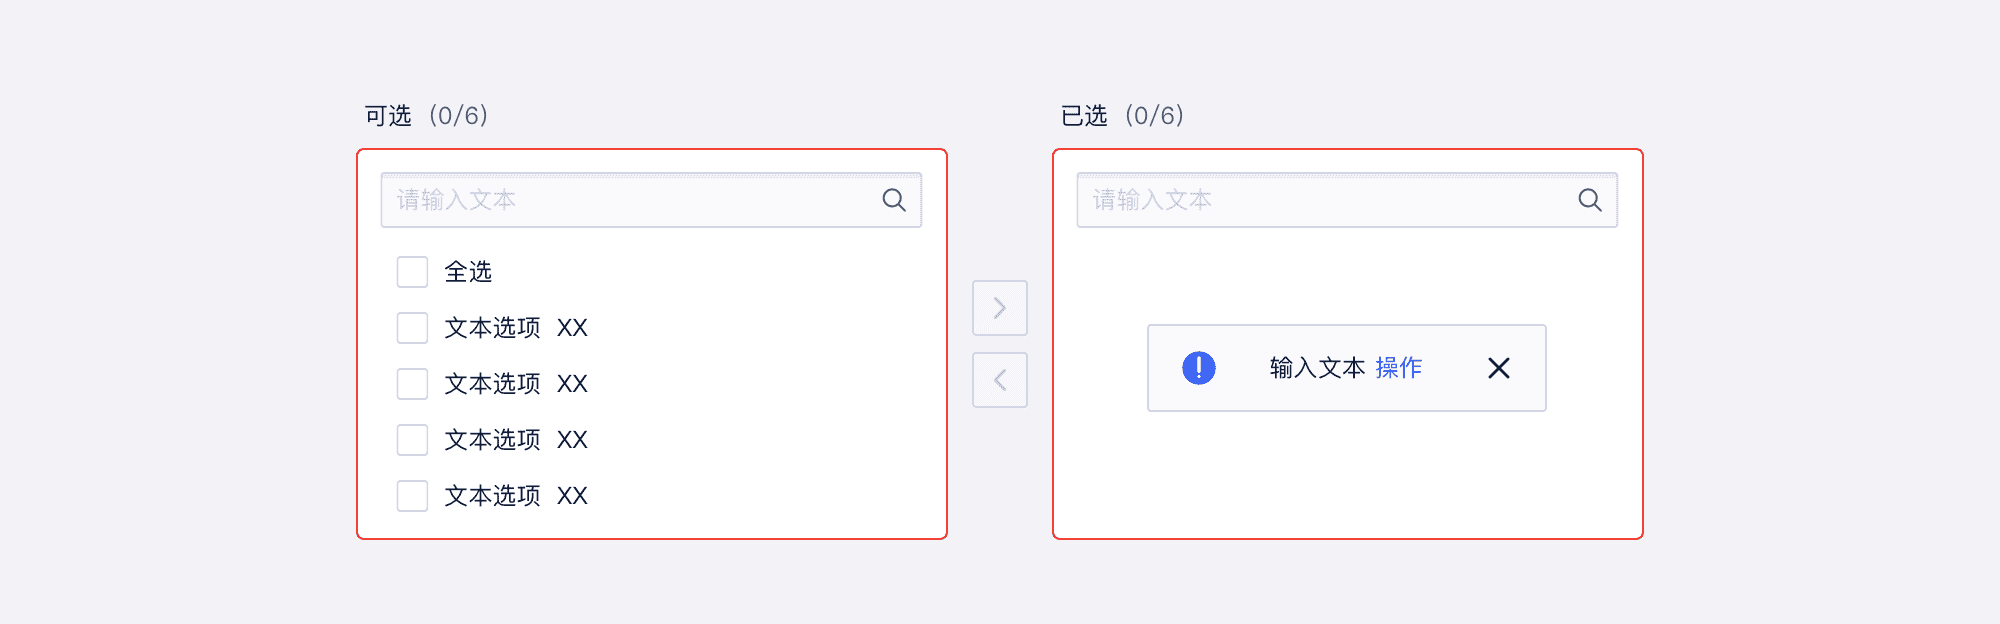 可选 (0/6)
请输入文本
全选
文本选项 XX
文本选项 XX
文本选项 XX
文本选项 XX
已选 (0/6)
请输入文本
输入文本 操作